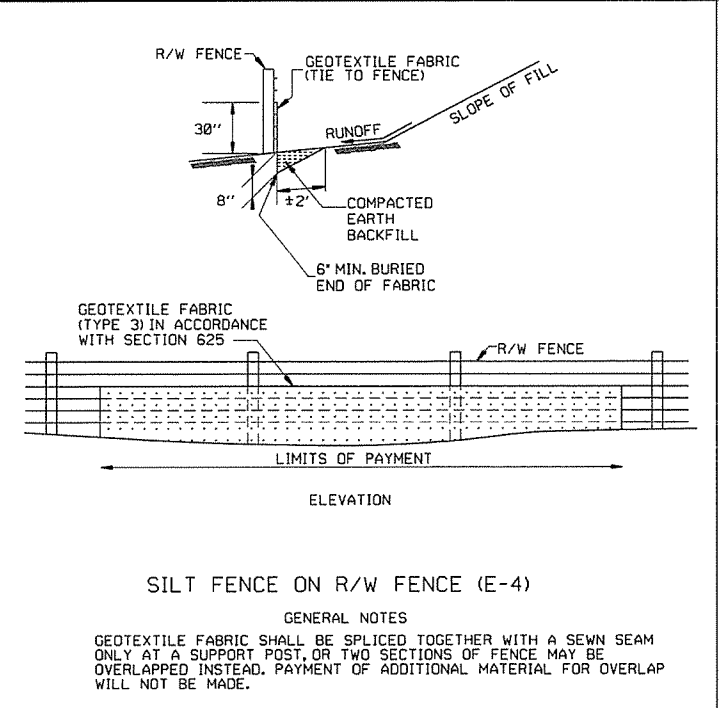 R/W FENCE
GEOTEXTILE FABRIC
(TIE TO FENCE)
SLOPE OF FILL
30"
RUNOFF
8"
±2'
COMPACTED
EARTH
BACKFILL
6" MIN. BURIED
END OF FABRIC
GEOTEXTILE FABRIC
(TYPE 3) IN ACCORDANCE
WITH SECTION 625
R/W FENCE
LIMITS OF PAYMENT
ELEVATION
SILT FENCE ON R/W FENCE (E-4)
GENERAL NOTES
GEOTEXTILE FABRIC SHALL BE SPLICED TOGETHER WITH A SEWN SEAM
ONLY AT A SUPPORT POST, OR TWO SECTIONS OF FENCE MAY BE
OVERLAPPED INSTEAD. PAYMENT OF ADDITIONAL MATERIAL FOR OVERLAP
WILL NOT BE MADE.